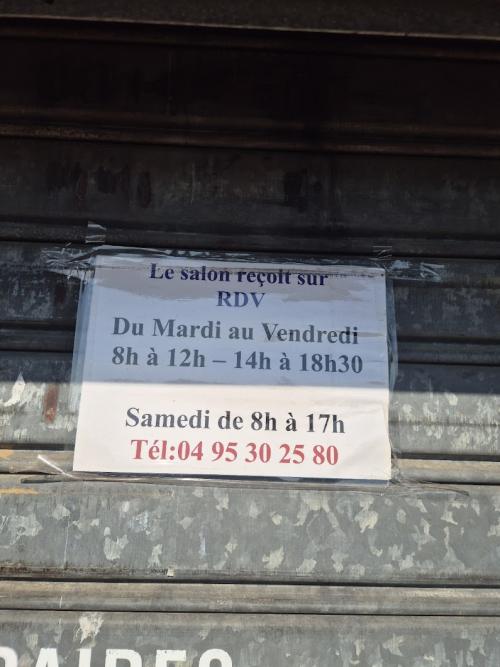 Le salon reçoit sur
RDV
Du Mardi au Vendredi
8h à 12h – 14h à 18h30
Samedi de 8h à 17h
Tél:04 95 30 25 80